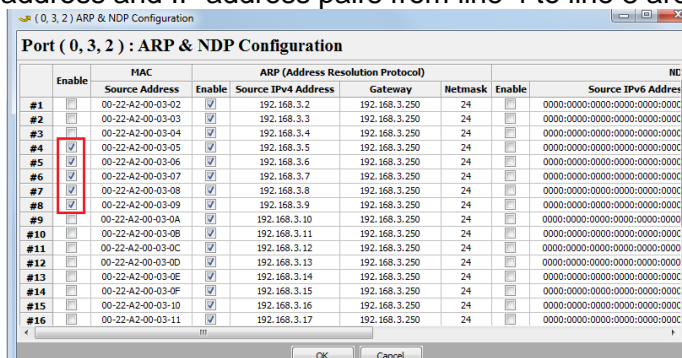 address and IP address pairs from line 4 to line 8 are
( 0, 3, 2 ) ARP & NDP Configuration
Port ( 0, 3, 2 ) : ARP & NDP Configuration
Enable MAC ARP (Address Resolution Protocol)
Source Address Enable Source IPv4 Address Gateway Netmask Enable Source IPv6
#1 00-22-A2-00-03-02 192.168.3.2 192.168.3.250 24 0000:0000:0000:0000:0000
#2 00-22-A2-00-03-03 192.168.3.3 192.168.3.250 24 0000:0000:0000:0000:0000
#3 00-22-A2-00-03-04 192.168.3.4 192.168.3.250 24 0000:0000:0000:0000:0000
#4 00-22-A2-00-03-05 192.168.3.5 192.168.3.250 24 0000:0000:0000:0000:0000
#5 00-22-A2-00-03-06 192.168.3.6 192.168.3.250 24 0000:0000:0000:0000:0000
#6 00-22-A2-00-03-07 192.168.3.7 192.168.3.250 24 0000:0000:0000:0000:0000
#7 00-22-A2-00-03-08 192.168.3.8 192.168.3.250 24 0000:0000:0000:0000:0000
#8 00-22-A2-00-03-09 192.168.3.9 192.168.3.250 24 0000:0000:0000:0000:0000
#9 00-22-A2-00-03-0A 192.168.3.10 192.168.3.250 24 0000:0000:0000:0000:0000
#10 00-22-A2-00-03-0B 192.168.3.11 192.168.3.250 24 0000:0000:0000:0000:0000
#11 00-22-A2-00-03-0C 192.168.3.12 192.168.3.250 24 0000:0000:0000:0000:0000
#12 00-22-A2-00-03-0D 192.168.3.13 192.168.3.250 24 0000:0000:0000:0000:0000
#13 00-22-A2-00-03-0E 192.168.3.14 192.168.3.250 24 0000:0000:0000:0000:0000
#14 00-22-A2-00-03-0F 192.168.3.15 192.168.3.250 24 0000:0000:0000:0000:0000
#15 00-22-A2-00-03-10 192.168.3.16 192.168.3.250 24 0000:0000:0000:0000:0000
#16 00-22-A2-00-03-11 192.168.3.17 192.168.3.250 24 0000:0000:0000:0000:0000
OK Cancel